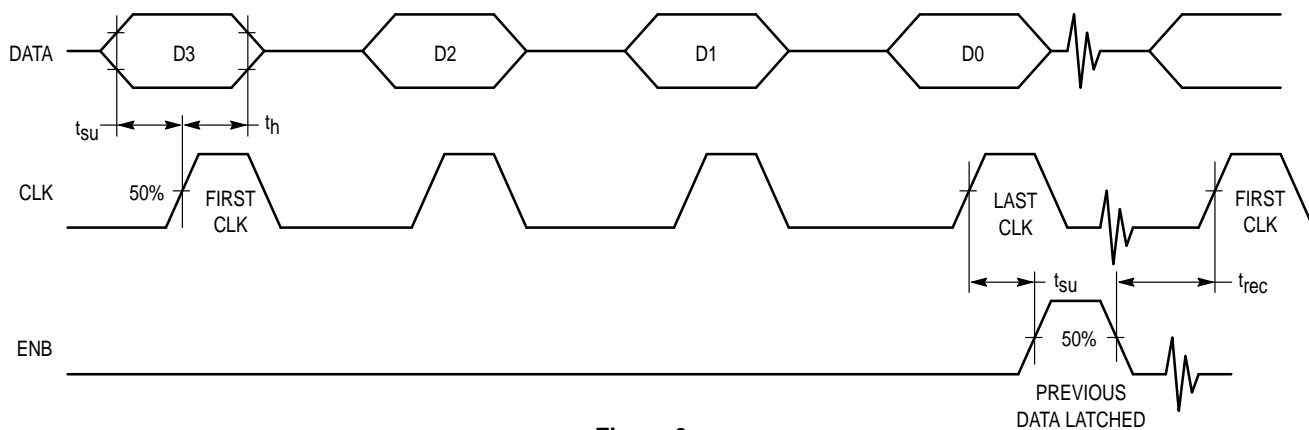 DATA
D3
D2
D1
D0
tsu
th
CLK
50%
FIRST
CLK
LAST
CLK
FIRST
CLK
tsu
trec
ENB
50%
PREVIOUS
DATA LATCHED